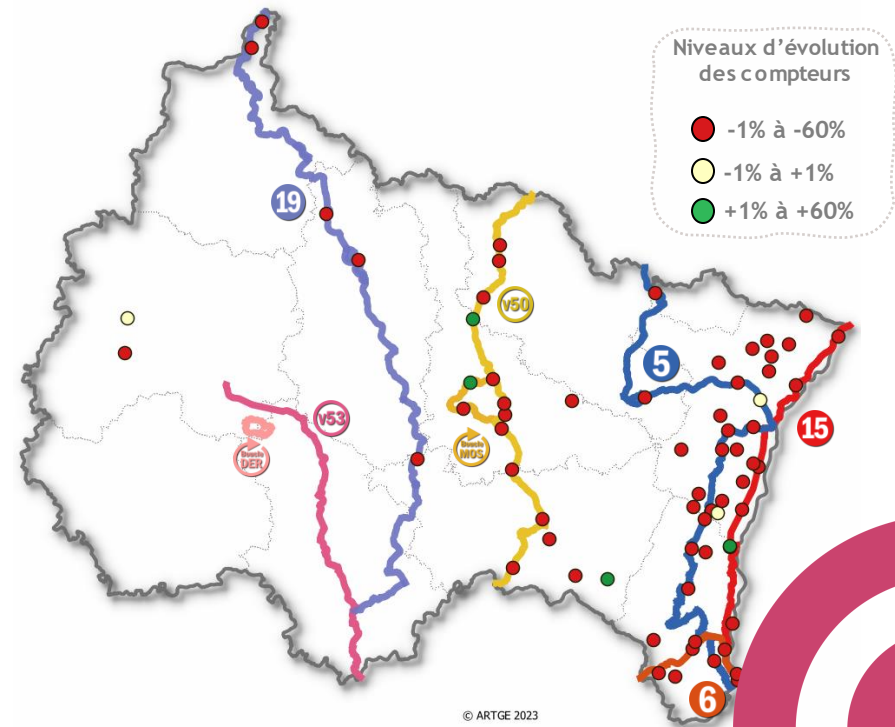 Niveaux d'évolution
des compteurs
-1% à -60%
-1% à +1%
+1% à +60%
19
v50
5
v53
15
Boucle
DER
Boucle
MOS
6
© ARTGE 2023